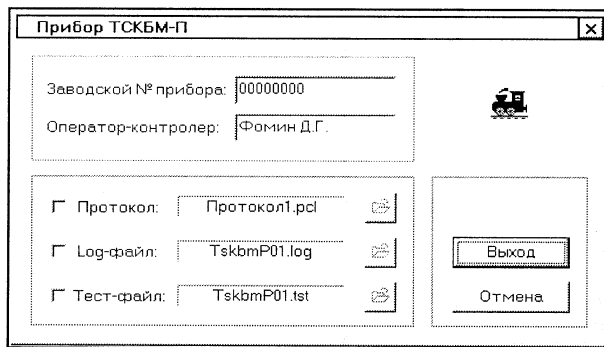 Прибор ТСКБМ-П
Заводской № прибора: 00000000
Оператор-контролер: Фомин Д.Г.
Протокол: Протокол1.pcl
Log-файл: TskbmP01.log
Тест-файл: TskbmP01.tst
Выход
Отмена